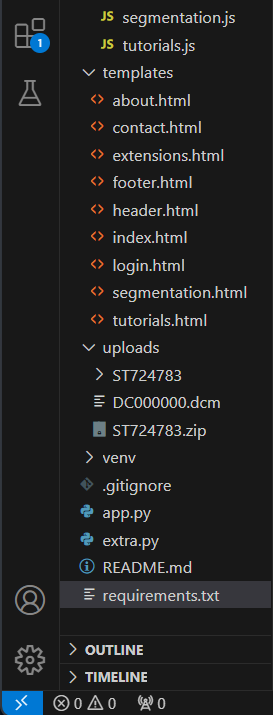 JS segmentation.js
JS tutorials.js
1
templates
<> about.html
<> contact.html
<> extensions.html
<> footer.html
<> header.html
<> index.html
<> login.html
<> segmentation.html
<> tutorials.html
uploads
ST724783
DC000000.dcm
ST724783.zip
venv
.gitignore
app.py
extra.py
README.md
requirements.txt
OUTLINE
TIMELINE
0 0 0